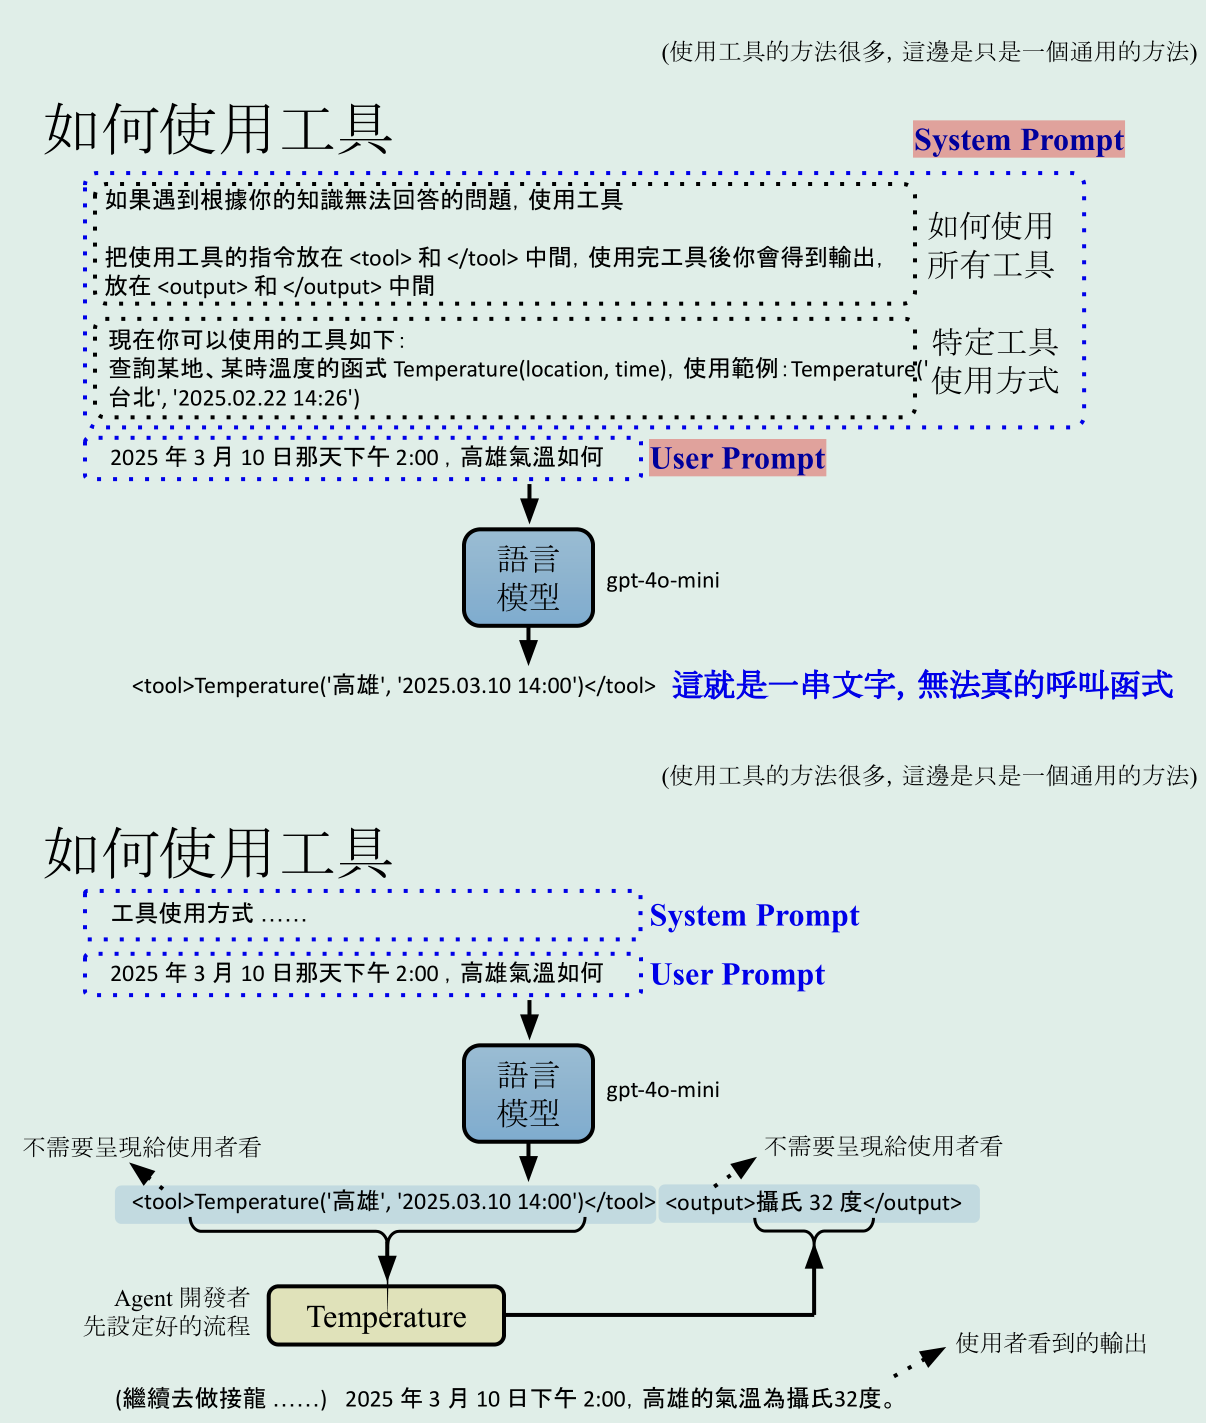 (使用工具的方法很多, 這邊是只是一個通用的方法)
如何使用工具
System Prompt
如果遇到根據你的知識無法回答的問題, 使用工具
把使用工具的指令放在 <tool> 和 </tool> 中間, 使用完工具後你會得到輸出,
放在 <output> 和 </output> 中間
如何使用
所有工具
現在你可以使用的工具如下:
查詢某地、某時溫度的函式 Temperature(location, time), 使用範例:Temperature('
台北', '2025.02.22 14:26')
特定工具
使用方式
2025 年 3 月 10 日那天下午 2:00 , 高雄氣溫如何
User Prompt
語言
模型
gpt-4o-mini
<tool>Temperature('高雄', '2025.03.10 14:00')</tool>
這就是一串文字, 無法真的呼叫函式
(使用工具的方法很多, 這邊是只是一個通用的方法)
如何使用工具
工具使用方式 ......
System Prompt
2025 年 3 月 10 日那天下午 2:00 , 高雄氣溫如何
User Prompt
語言
模型
gpt-4o-mini
不需要呈現給使用者看
不需要呈現給使用者看
<tool>Temperature('高雄', '2025.03.10 14:00')</tool>
<output>攝氏 32 度</output>
Agent 開發者
先設定好的流程
Temperature
使用者看到的輸出
(繼續去做接龍 ......) 2025 年 3 月 10 日下午 2:00, 高雄的氣溫為攝氏32度。